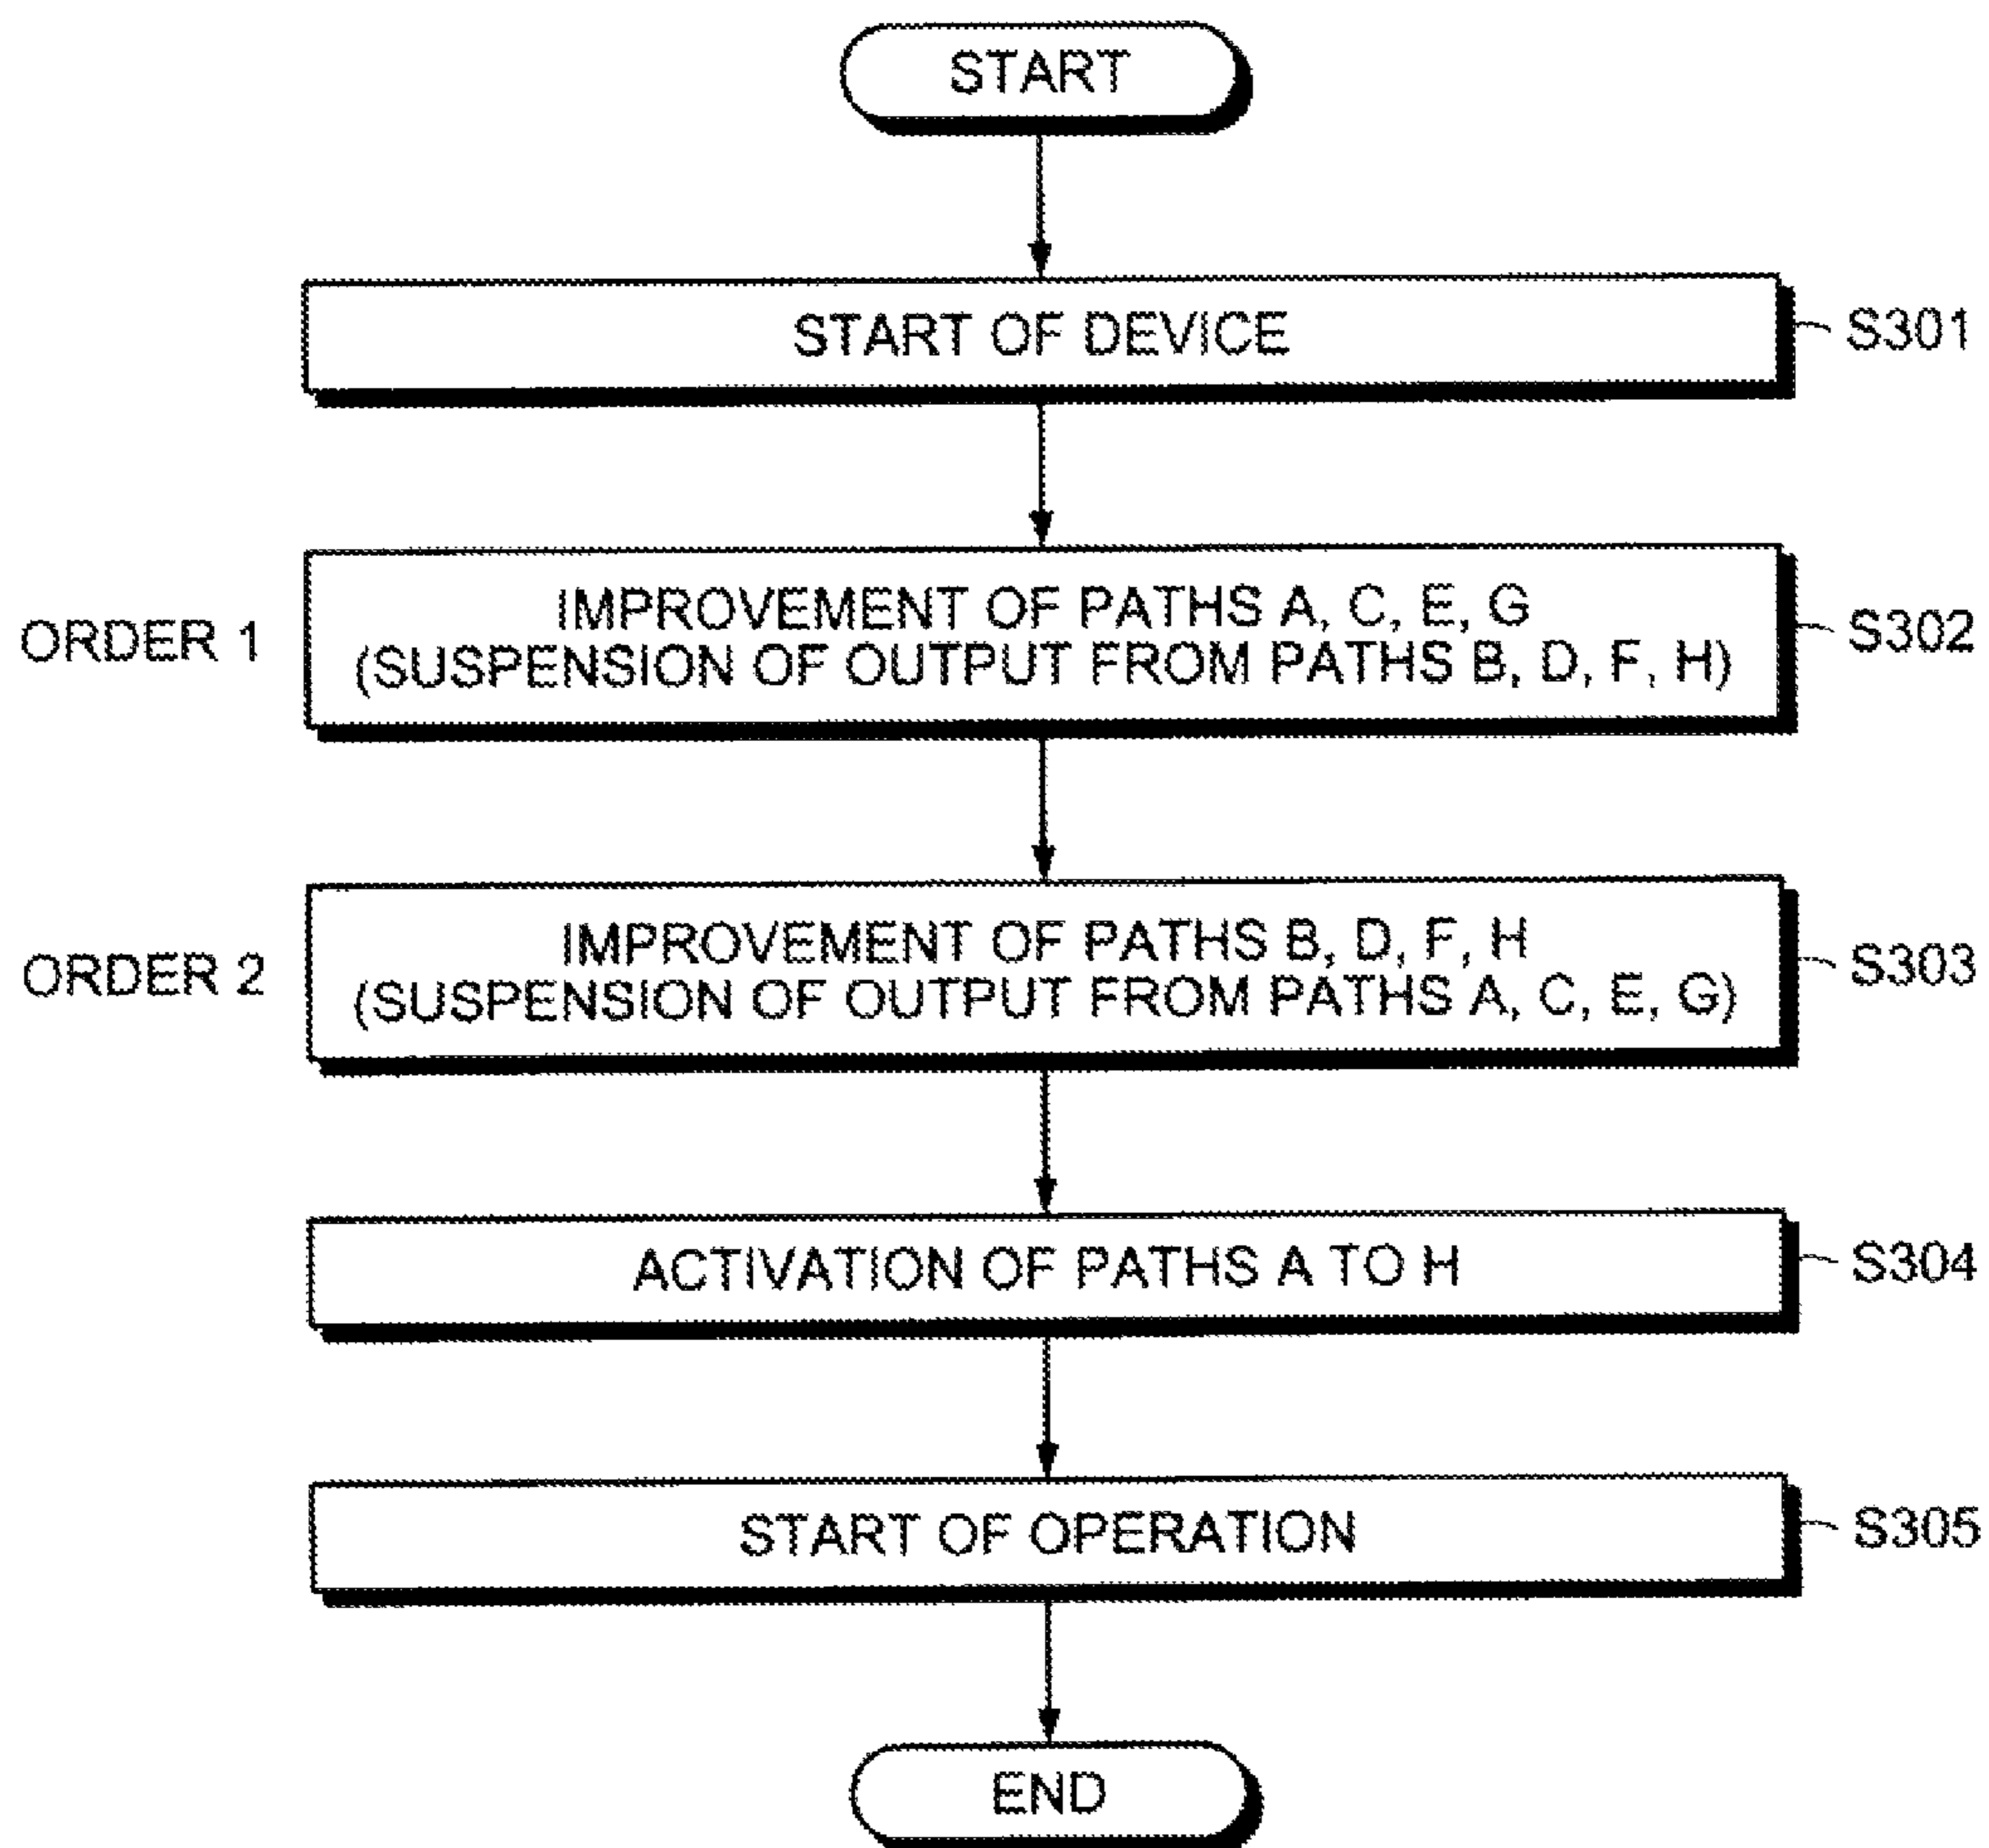 START
START OF DEVICE
S301
ORDER 1
IMPROVEMENT OF PATHS A, C, E, G
(SUSPENSION OF OUTPUT FROM PATHS B, D, F, H)
S302
ORDER 2
IMPROVEMENT OF PATHS B, D, F, H
(SUSPENSION OF OUTPUT FROM PATHS A, C, E, G)
S303
ACTIVATION OF PATHS A TO H
S304
START OF OPERATION
S305
END